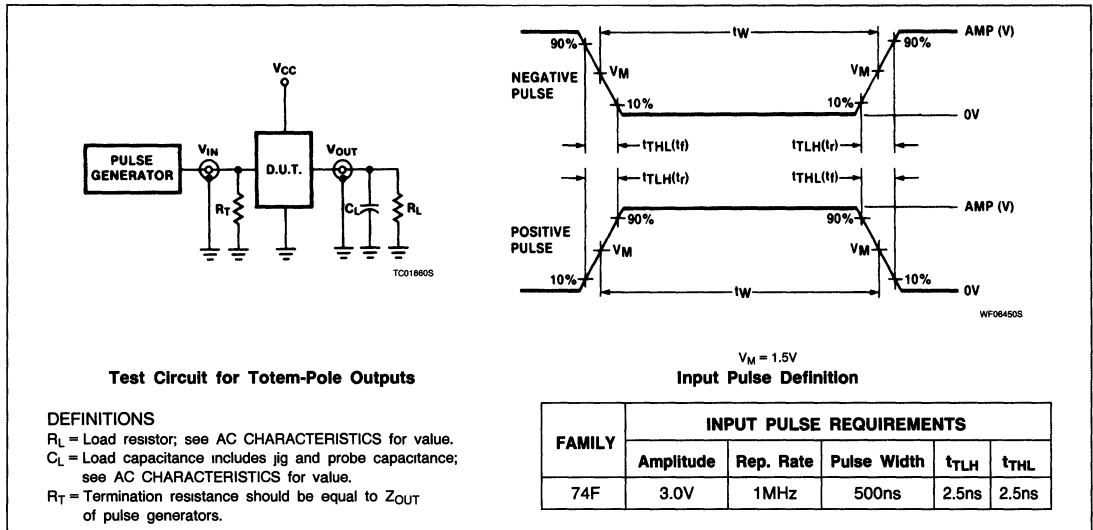 VCC
PULSE
GENERATOR
VIN
D.U.T.
VOUT
RT
CL
RL
TC01860S
Test Circuit for Totem-Pole Outputs
DEFINITIONS
RL = Load resistor; see AC CHARACTERISTICS for value.
CL = Load capacitance includes jig and probe capacitance;
see AC CHARACTERISTICS for value.
RT = Termination resistance should be equal to ZOUT
of pulse generators.
90%
tW
90%
AMP (V)
NEGATIVE
PULSE
VM
VM
10%
10%
0V
tTHL(tf)
tTLH(tr)
tTLH(tr)
tTHL(tf)
90%
90%
AMP (V)
POSITIVE
PULSE
VM
VM
10%
tW
10%
0V
WF06450S
VM = 1.5V
Input Pulse Definition
FAMILY
INPUT PULSE REQUIREMENTS
Amplitude Rep. Rate Pulse Width tTLH tTHL
74F 3.0V 1MHz 500ns 2.5ns 2.5ns